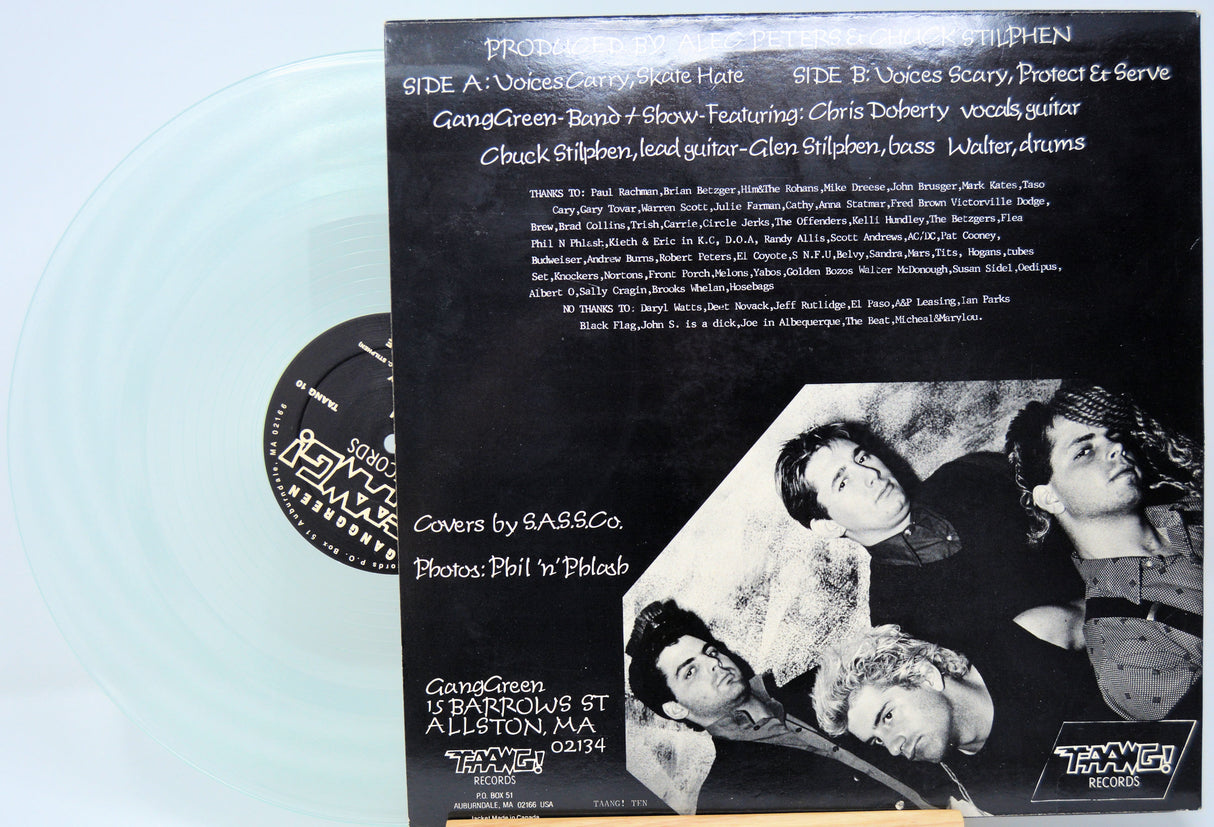 PRODUCED BY ALEC PETERS & CHUCK STILPHEN
SIDE A: Voices Carry, Skate Hate SIDE B: Voices Scary, Protect Et Serve
GangGreen-Band + Show-Featuring: Chris Doherty vocals, guitar
Chuck Stilphen, lead guitar-Glen Stilphen, bass Walter, drums
THANKS TO: Paul Rachman,Brian Betzger,Him&The Rohans,Mike Dreese,John Brusger,Mark Kates,Taso
Cary,Gary Tovar,Warren Scott,Julie Farman,Cathy,Anna Statmar,Fred Brown Victorville Dodge,
Brew,Brad Collins,Trish,Carrie,Circle Jerks,The Offenders,Kelli Hundley,The Betzgers,Flea
Phil N Phlash,Kieth & Eric in K.C, D.O.A, Randy Allis,Scott Andrews,AC/DC,Pat Cooney,
Budweiser,Andrew Burns,Robert Peters,El Coyote,S N.F.U,Belvy,Sandra,Mars,Tits, Hogans,tubes
Set,Knockers,Nortons,Front Porch,Melons,Yabos,Golden Bozos Walter McDonough,Susan Sidel,Oedipus,
Albert O,Sally Cragin,Brooks Whelan,Hosebags
NO THANKS TO: Daryl Watts,Deet Novack,Jeff Rutlidge,El Paso,A&P Leasing,Ian Parks
Black Flag,John S. is a dick,Joe in Albequerque,The Beat,Micheal&Marylou.
Covers by S.A.S.S.Co.
Photos: Phil 'n' Phlash
GangGreen
15 BARROWS ST
ALLSTON, MA
02134
TAANG!
RECORDS
P.O. BOX 51
AUBURNDALE, MA 02166 USA
Jacket Made in Canada
TAANG! TEN
TAANG!
RECORDS
TAANG 10
GANGGREEN
51 Auburndale, MA 02166